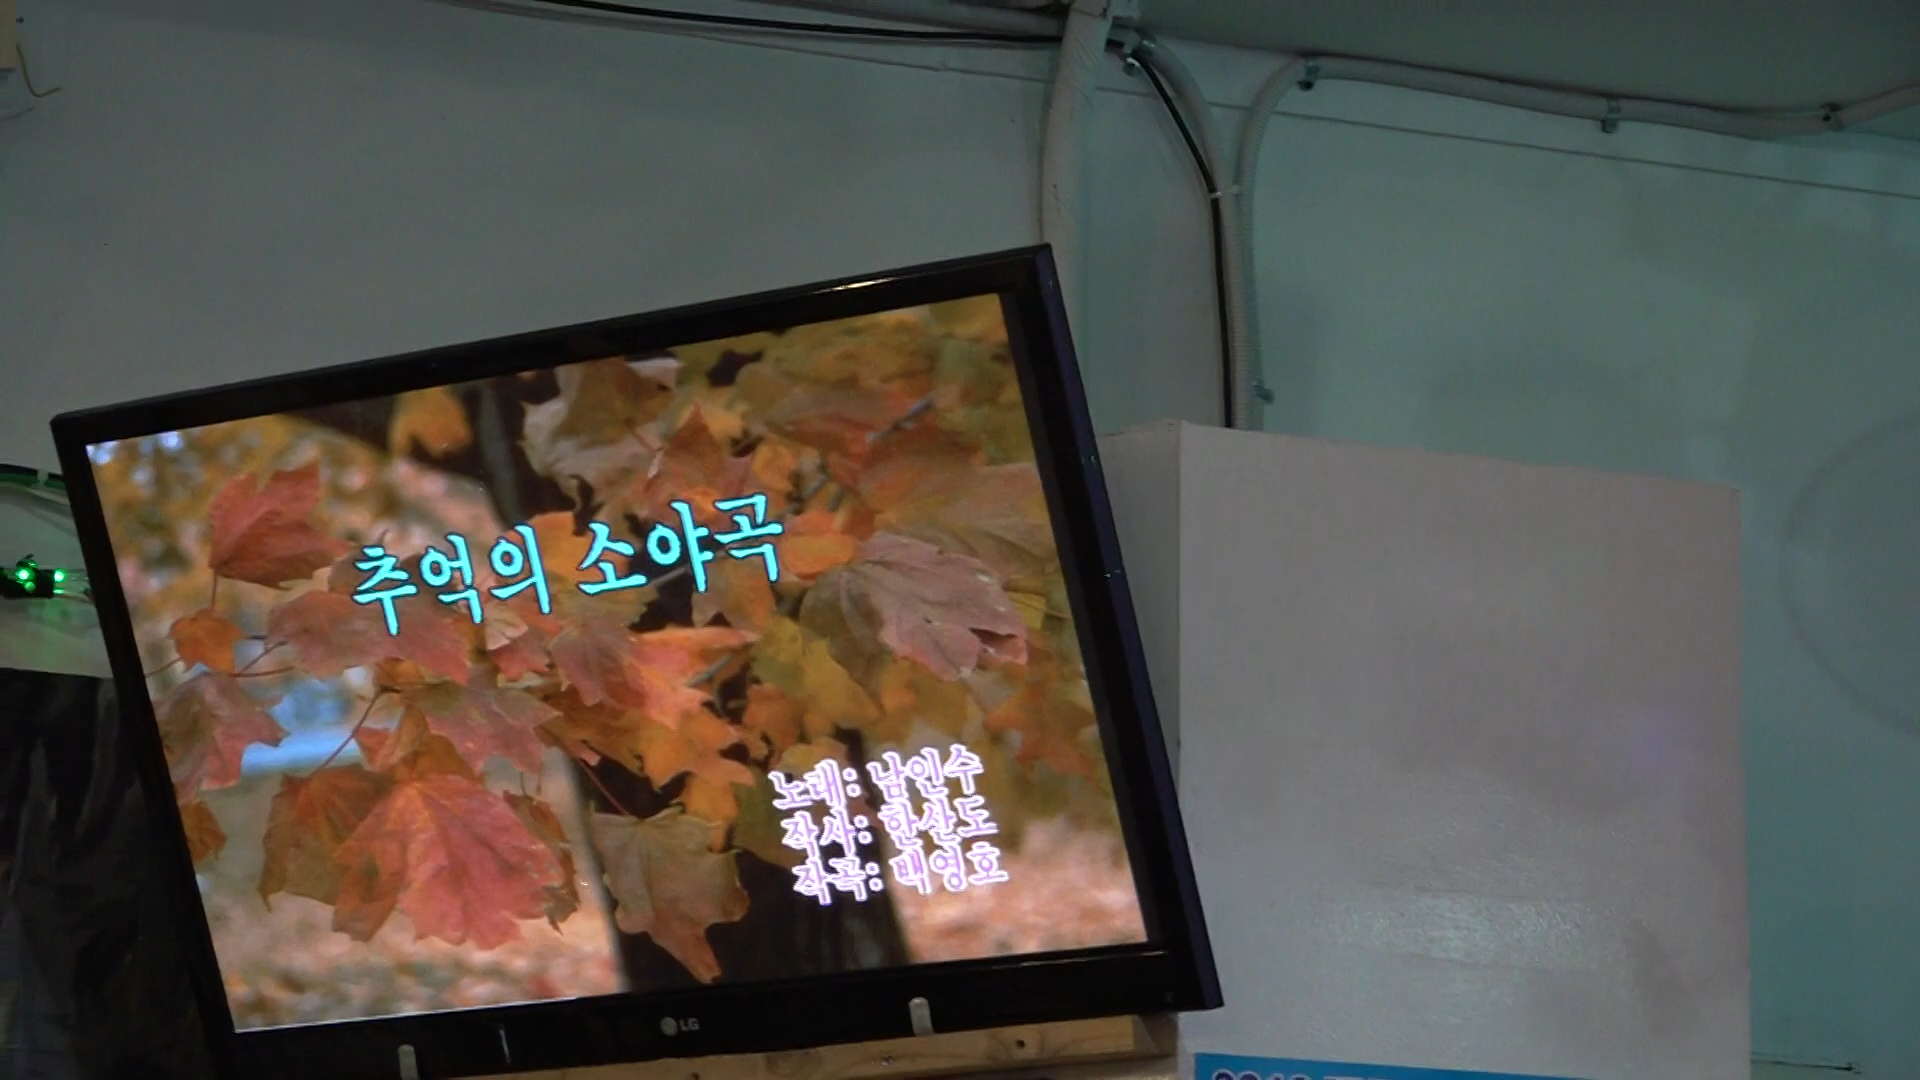 추억의 소야곡
노래: 남인수
작사: 한산도
작곡: 백영호
LG